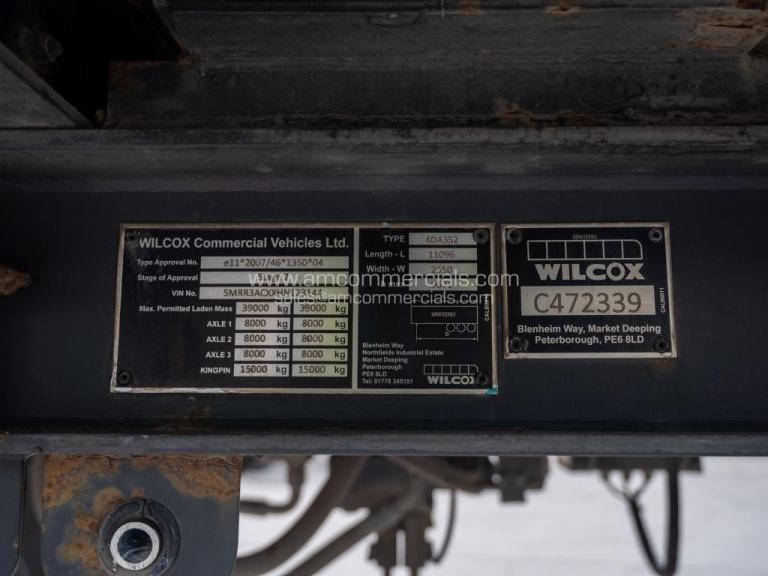 WILCOX Commercial Vehicles Ltd.
Type Approval No. e11*2007/46*1350*04
Stage of Approval
VIN No.
Max. Permitted Laden Mass 39000 kg 39000 kg
AXLE 1 8000 kg 8000 kg
AXLE 2 8000 kg 8000 kg
AXLE 3 8000 kg 8000 kg
KINGPIN 15000 kg 15000 kg
TYPE 4DA3S2
Length - L 11096
Width - W 2550
D
Blenheim Way
Northfields Industrial Estate
Market Deeping
Peterborough
PE6 8LD
Tel: 01778 345151
WILCOX
WILCOX
C472339
Blenheim Way, Market Deeping
Peterborough, PE6 8LD
www.amcommercials.com
sales@amcommercials.com